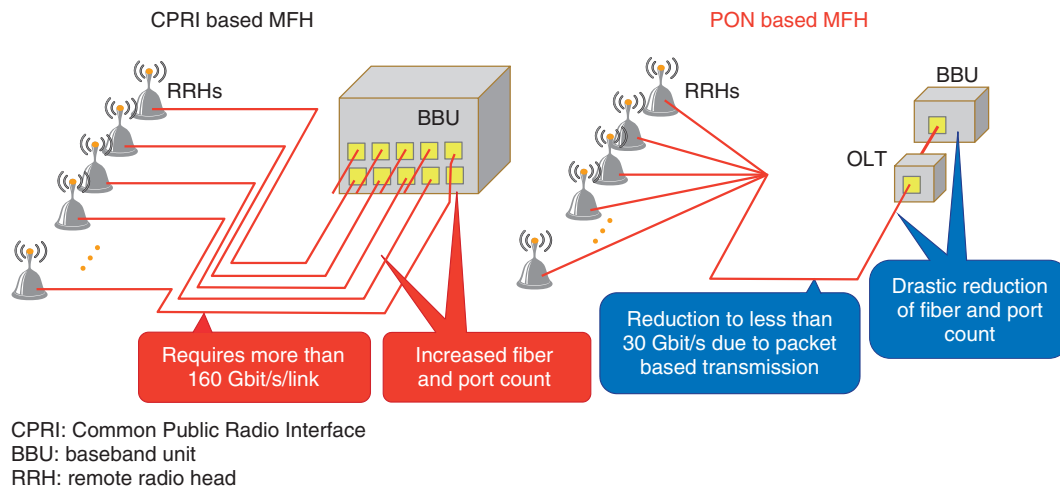 CPRI based MFH
RRHs
BBU
Requires more than
160 Gbit/s/link
Increased fiber
and port count
PON based MFH
RRHs
BBU
OLT
Reduction to less than
30 Gbit/s due to packet
based transmission
Drastic reduction
of fiber and port
count
CPRI: Common Public Radio Interface
BBU: baseband unit
RRH: remote radio head